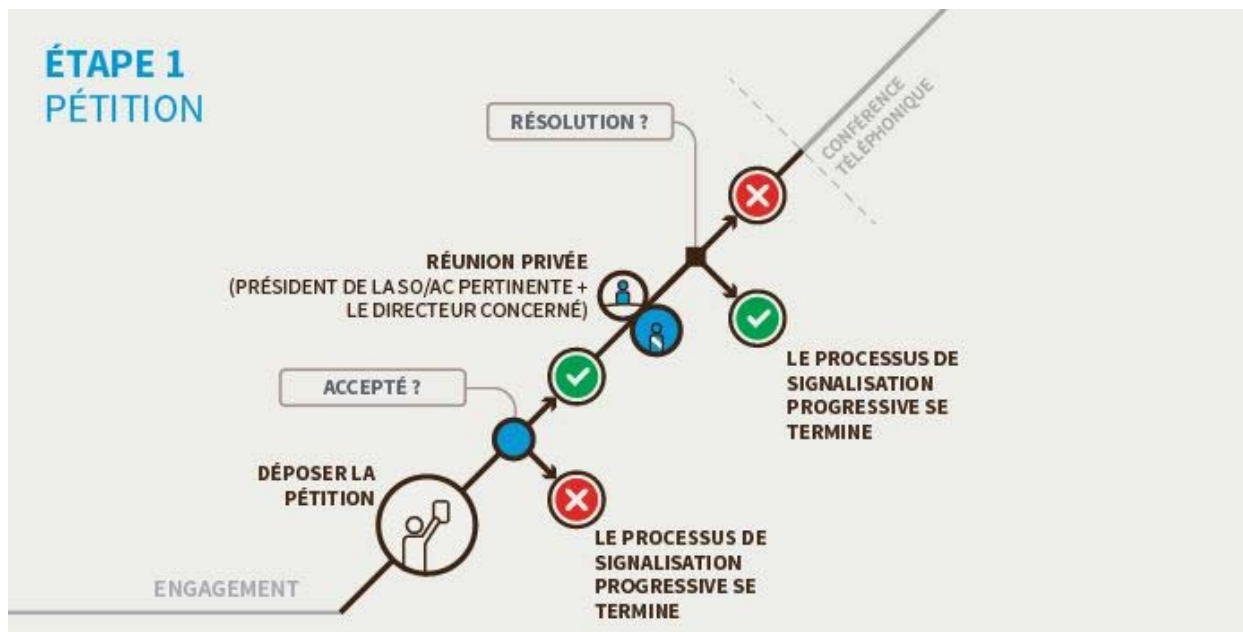 ÉTAPE 1
PÉTITION
RÉSOLUTION ?
CONFÉRENCE
TÉLÉPHONIQUE
RÉUNION PRIVÉE
(PRÉSIDENT DE LA SO/AC PERTINENTE +
LE DIRECTEUR CONCERNÉ)
LE PROCESSUS DE
SIGNALISATION
PROGRESSIVE SE
TERMINE
ACCEPTÉ ?
DÉPOSER LA
PÉTITION
LE PROCESSUS DE
SIGNALISATION
PROGRESSIVE SE
TERMINE
ENGAGEMENT